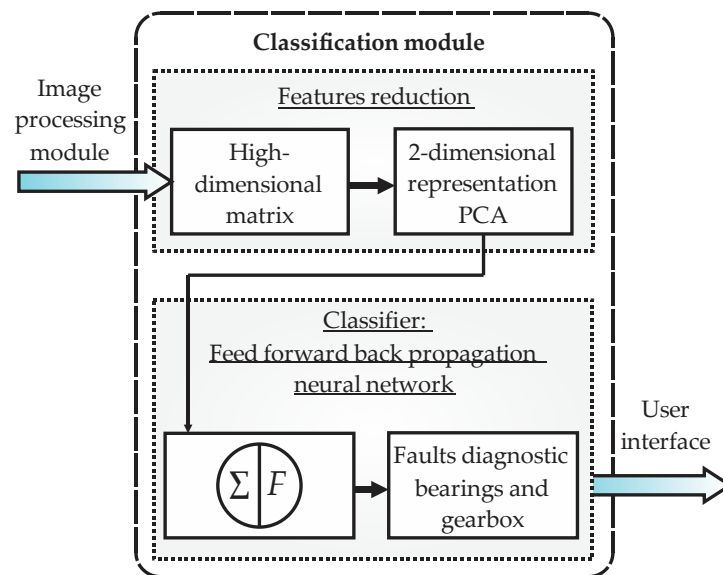 Classification module
Image
processing
module
Features reduction
High-
dimensional
matrix
2-dimensional
representation
PCA
Classifier:
Feed forward back propagation
neural network
Σ F
Faults diagnostic
bearings and
gearbox
User
interface